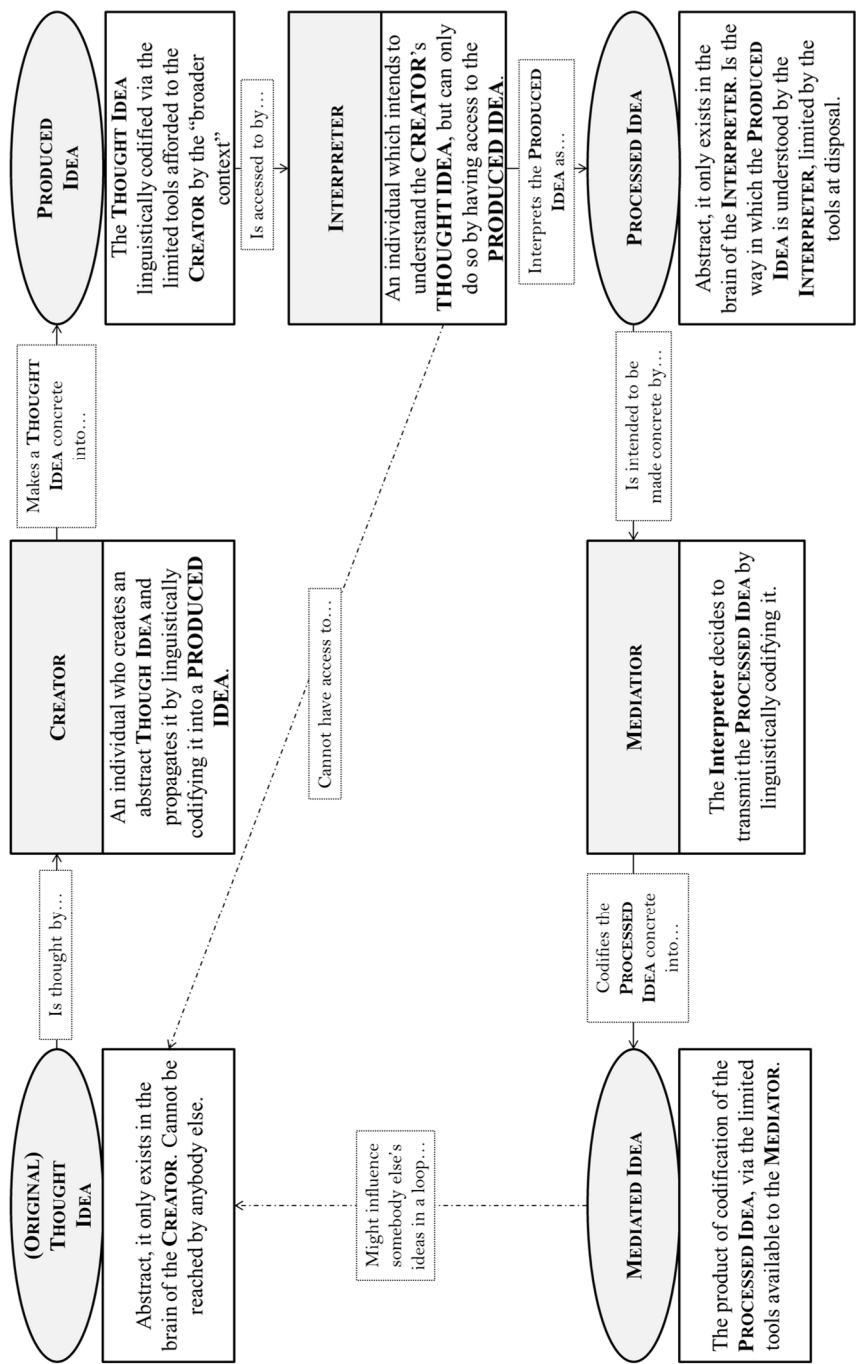 (ORIGINAL)
THOUGHT
IDEA
Abstract, it only exists in the
brain of the CREATOR. Cannot be
reached by anybody else.
Is thought by…
CREATOR
An individual who creates an
abstract THOUGH IDEA and
propagates it by linguistically
codifying it into a PRODUCED
IDEA.
Makes a THOUGHT
IDEA concrete
into…
PRODUCED
IDEA
The THOUGHT IDEA
linguistically codified via the
limited tools afforded to the
CREATOR by the “broader
context”
Is accessed to by…
INTERPRETER
An individual which intends to
understand the CREATOR’s
THOUGHT IDEA, but can only
do so by having access to the
PRODUCED IDEA.
Cannot have access to…
Interprets the PRODUCED
IDEA as…
PROCESSED IDEA
Abstract, it only exists in the
brain of the INTERPRETER. Is the
way in which the PRODUCED
IDEA is understood by the
INTERPRETER, limited by the
tools at disposal.
Is intended to be
made concrete by…
MEDIATIOR
The Interpreter decides to
transmit the PROCESSED IDEA by
linguistically codifying it.
Codifies the
PROCESSED
IDEA concrete
into…
MEDIATED IDEA
The product of codification of the
PROCESSED IDEA, via the limited
tools available to the MEDIATOR.
Might influence
somebody else’s
ideas in a loop…